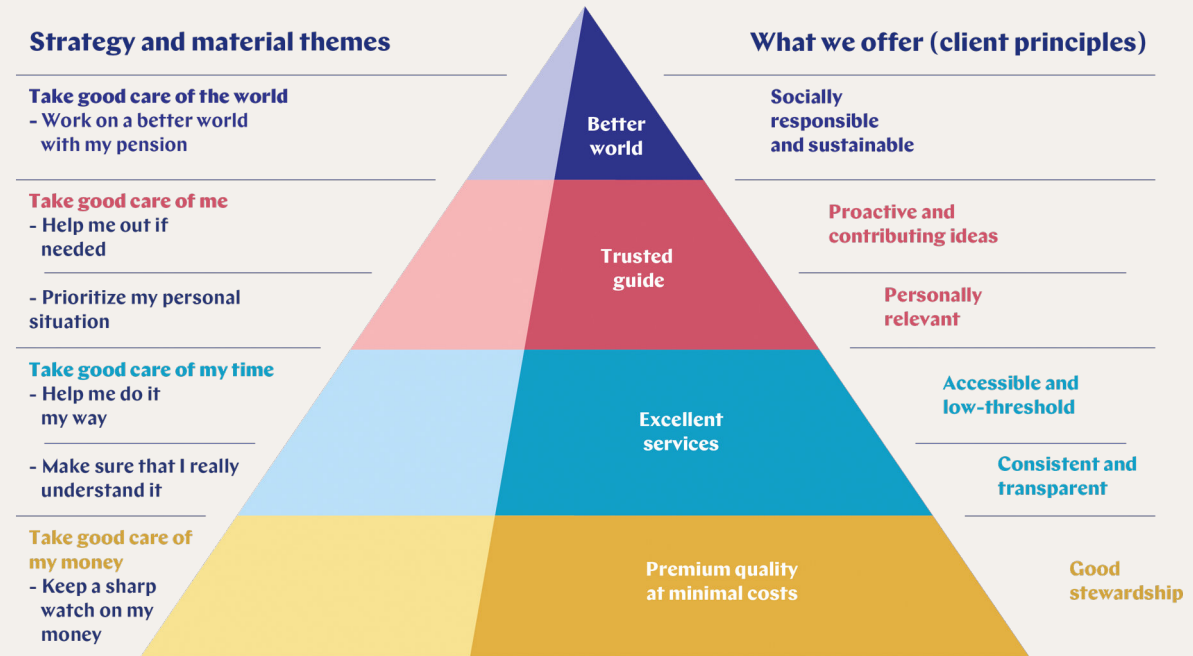 Strategy and material themes
What we offer (client principles)
Take good care of the world
- Work on a better world
with my pension
Better
world
Socially
responsible
and sustainable
Take good care of me
- Help me out if
needed
- Prioritize my personal
situation
Trusted
guide
Proactive and
contributing ideas
Personally
relevant
Take good care of my time
- Help me do it
my way
- Make sure that I really
understand it
Excellent
services
Accessible and
low-threshold
Consistent and
transparent
Take good care of
my money
- Keep a sharp
watch on my
money
Premium quality
at minimal costs
Good
stewardship